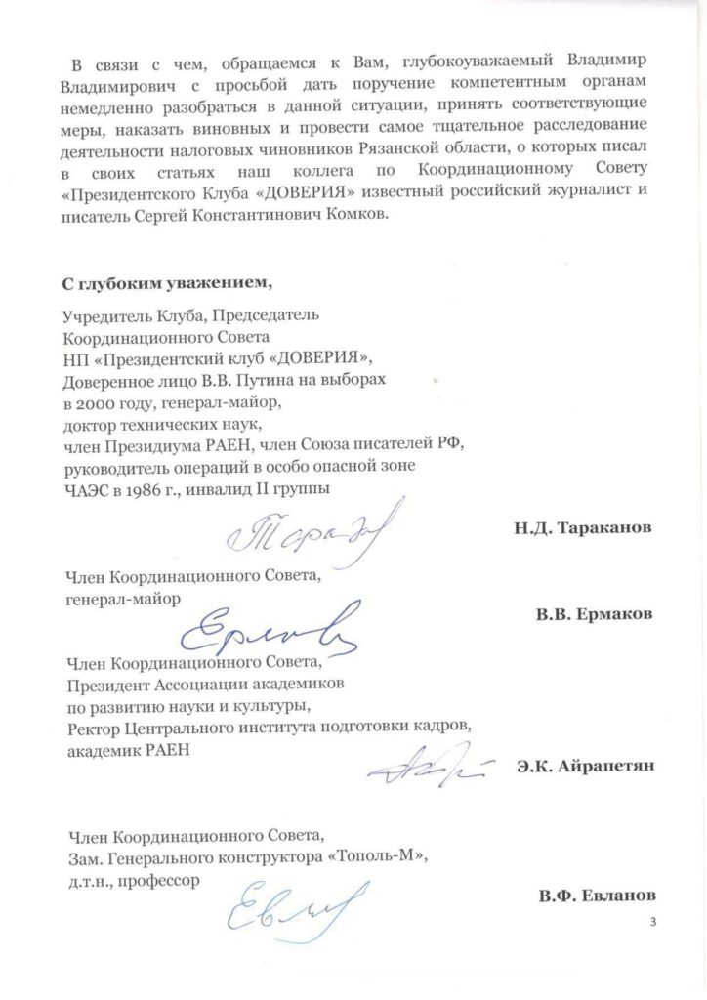 В связи с чем, обращаемся к Вам, глубокоуважаемый Владимир
Владимирович с просьбой дать поручение компетентным органам
немедленно разобраться в данной ситуации, принять соответствующие
меры, наказать виновных и провести самое тщательное расследование
деятельности налоговых чиновников Рязанской области, о которых писал
в своих статьях наш коллега по Координационному Совету
«Президентского Клуба «ДОВЕРИЯ» известный российский журналист и
писатель Сергей Константинович Комков.
С глубоким уважением,
Учредитель Клуба, Председатель
Координационного Совета
НП «Президентский клуб «ДОВЕРИЯ»,
Доверенное лицо В.В. Путина на выборах
в 2000 году, генерал-майор,
доктор технических наук,
член Президиума РАЕН, член Союза писателей РФ,
руководитель операций в особо опасной зоне
ЧАЭС в 1986 г., инвалид II группы
Н.Д. Тараканов
Член Координационного Совета,
генерал-майор
В.В. Ермаков
Член Координационного Совета,
Президент Ассоциации академиков
по развитию науки и культуры,
Ректор Центрального института подготовки кадров,
академик РАЕН
Э.К. Айрапетян
Член Координационного Совета,
Зам. Генерального конструктора «Тополь-М»,
д.т.н., профессор
В.Ф. Евланов
3